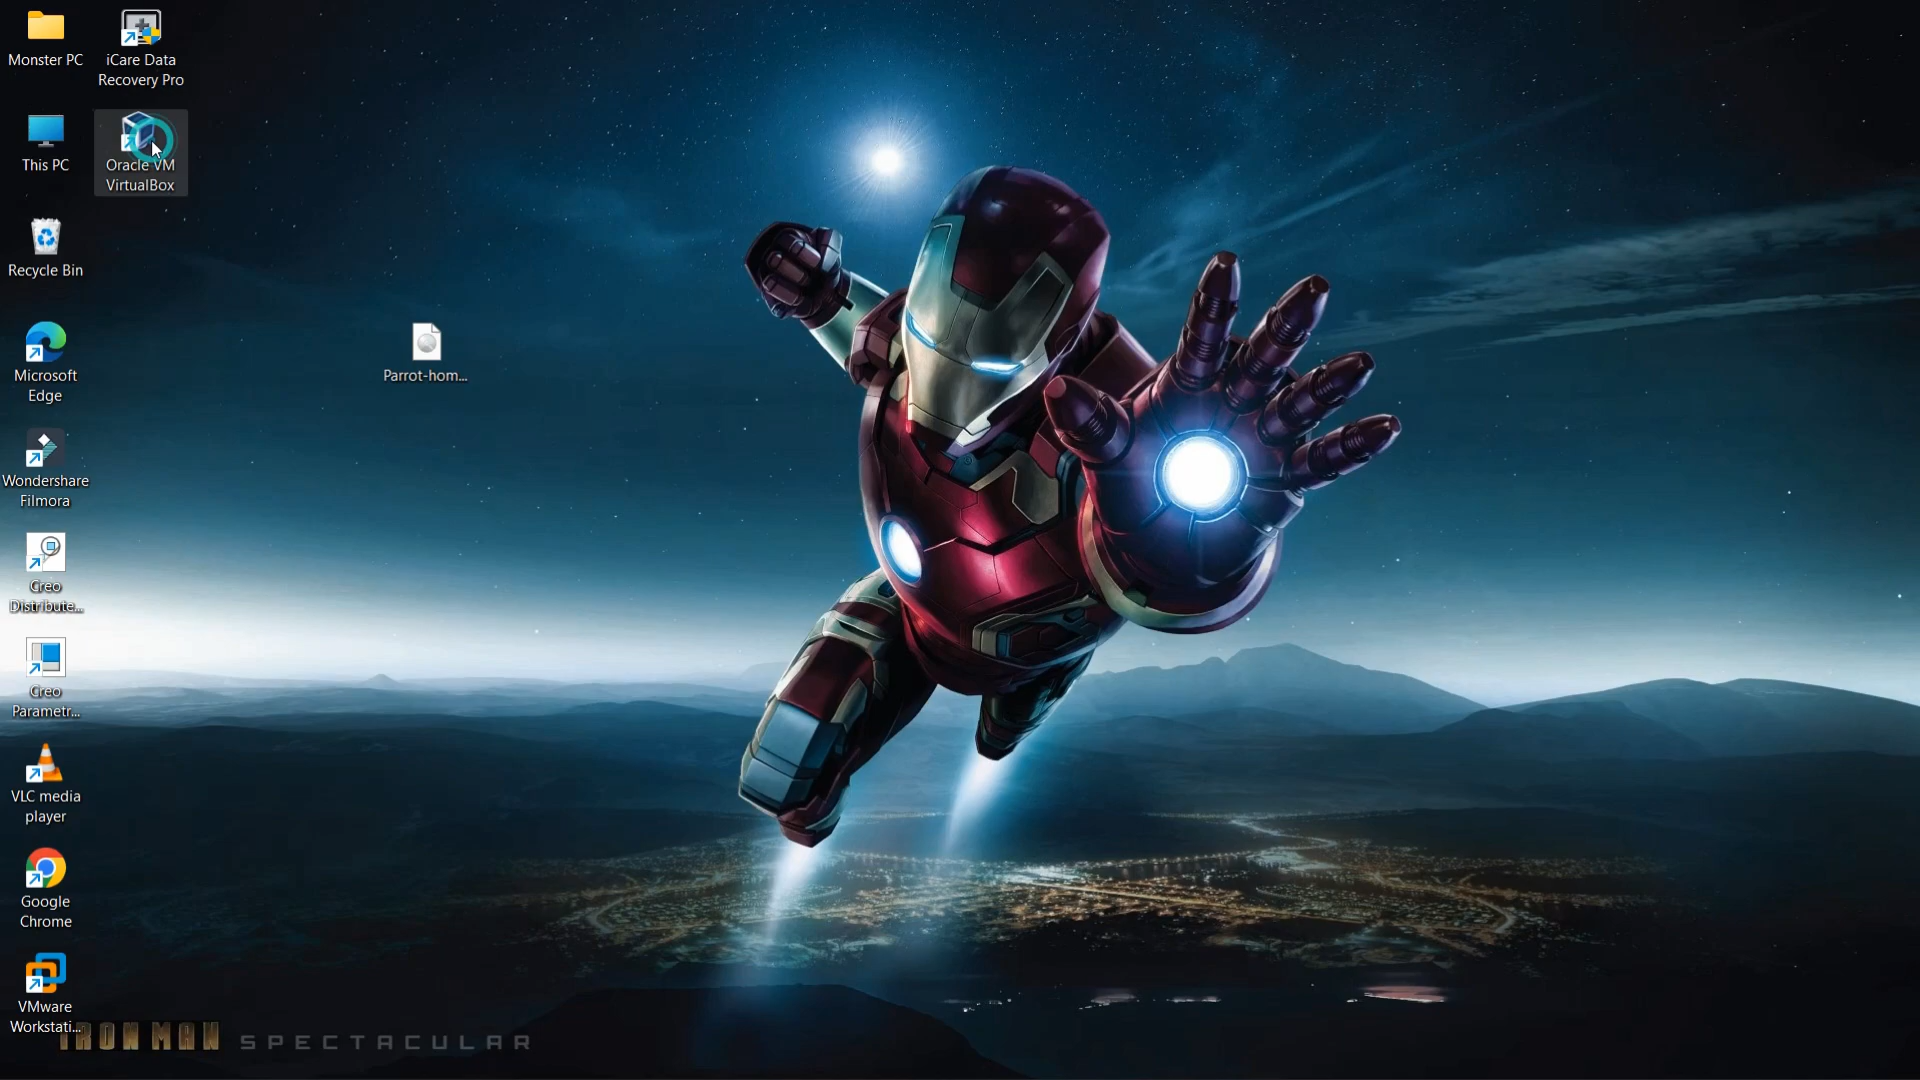 Monster PC
iCare Data
Recovery Pro
This PC
Oracle VM
VirtualBox
Recycle Bin
Microsoft
Edge
Parrot-hom...
Wondershare
Filmora
Creo
Distribute...
Creo
Parametr...
VLC media
player
Google
Chrome
VMware
Workstati...
IRON MAN SPECTACULAR